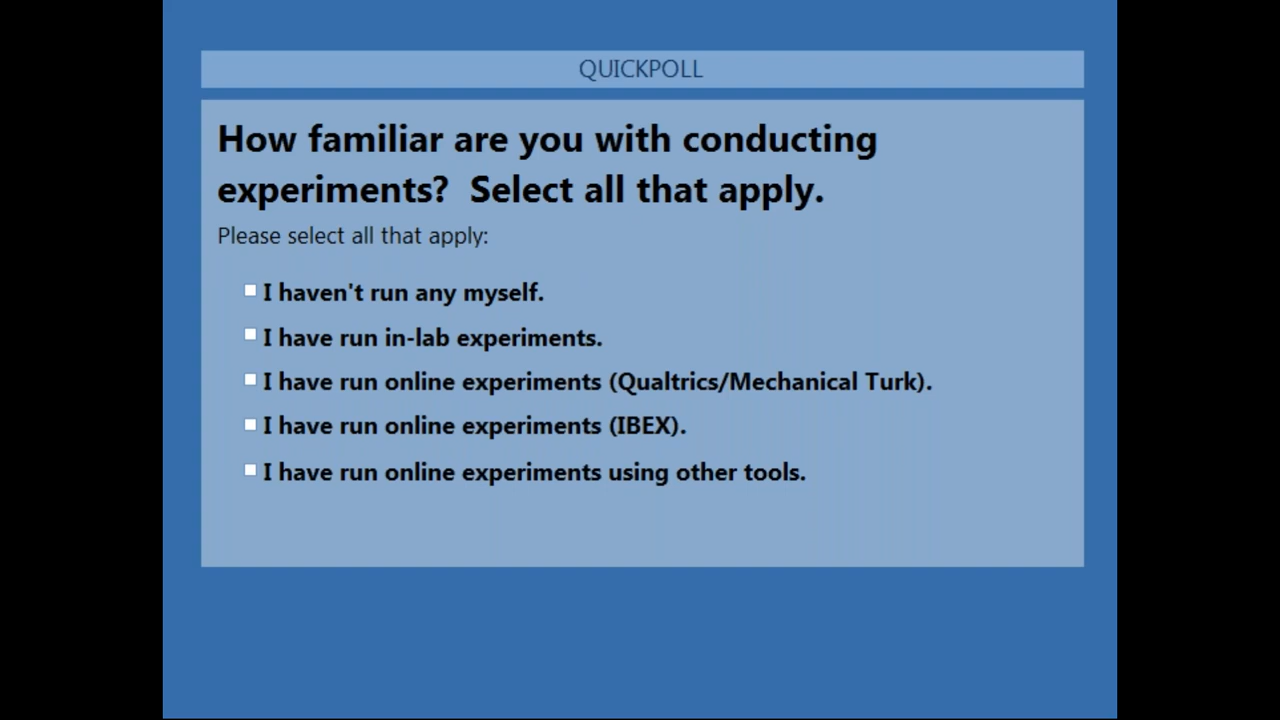 QUICKPOLL
How familiar are you with conducting
experiments?  Select all that apply.
Please select all that apply:
I haven't run any myself.
I have run in-lab experiments.
I have run online experiments (Qualtrics/Mechanical Turk).
I have run online experiments (IBEX).
I have run online experiments using other tools.